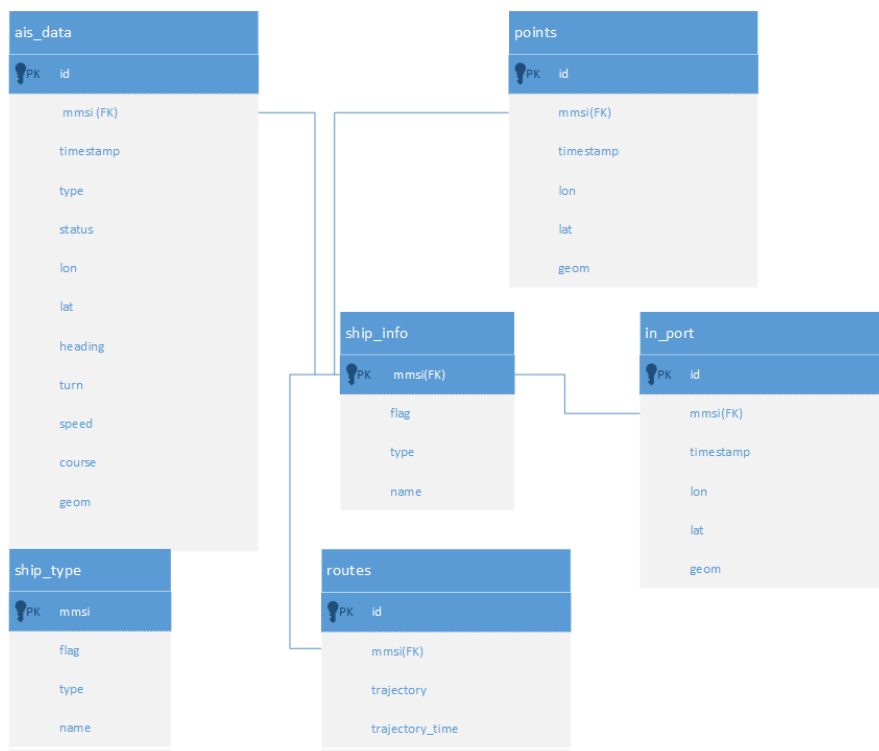 ais_data
PK id
mmsi (FK)
timestamp
type
status
lon
lat
heading
turn
speed
course
geom
points
PK id
mmsi(FK)
timestamp
lon
lat
geom
ship_info
PK mmsi(FK)
flag
type
name
in_port
PK id
mmsi(FK)
timestamp
lon
lat
geom
ship_type
PK mmsi
flag
type
name
routes
PK id
mmsi(FK)
trajectory
trajectory_time